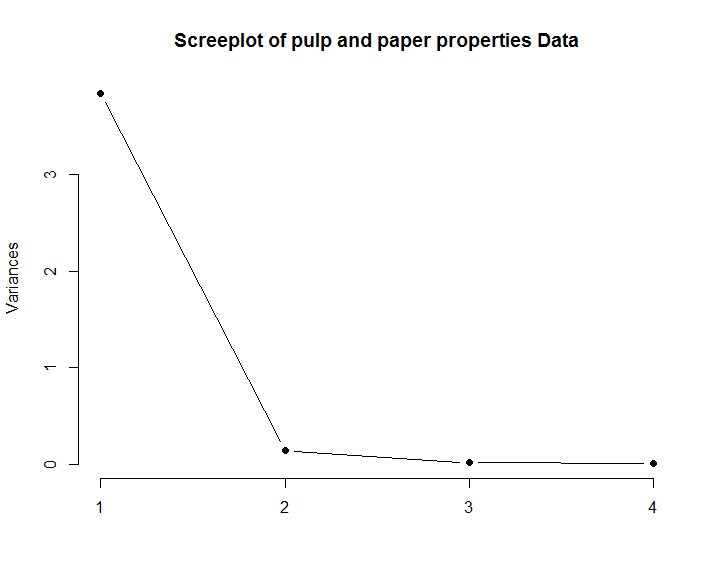 Screeplot of pulp and paper properties Data
Variances
3
2
1
0
1 2 3 4